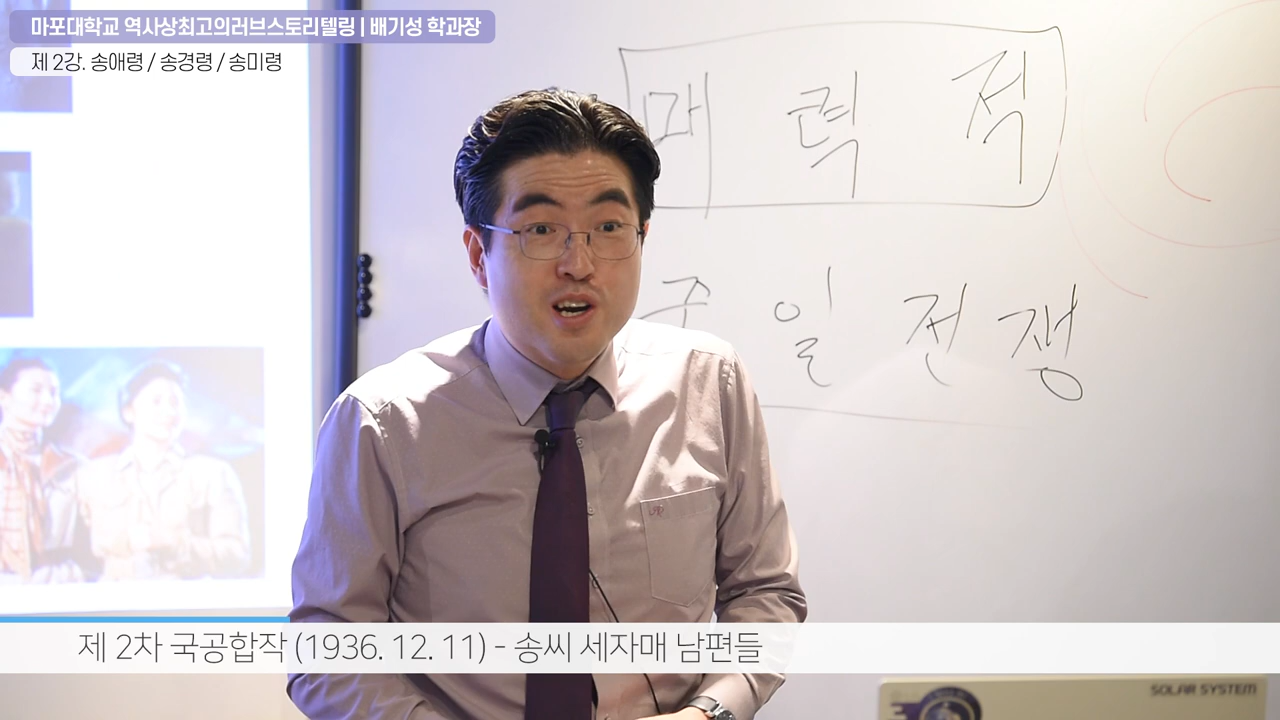 마포대학교 역사상최고의러브스토리텔링 | 배기성 학과장
제 2강. 송애령 / 송경령 / 송미령
매 력 적
중 일 전 쟁
제 2차 국공합작 (1936. 12. 11) - 송씨 세자매 남편들
SOLAR SYSTEM